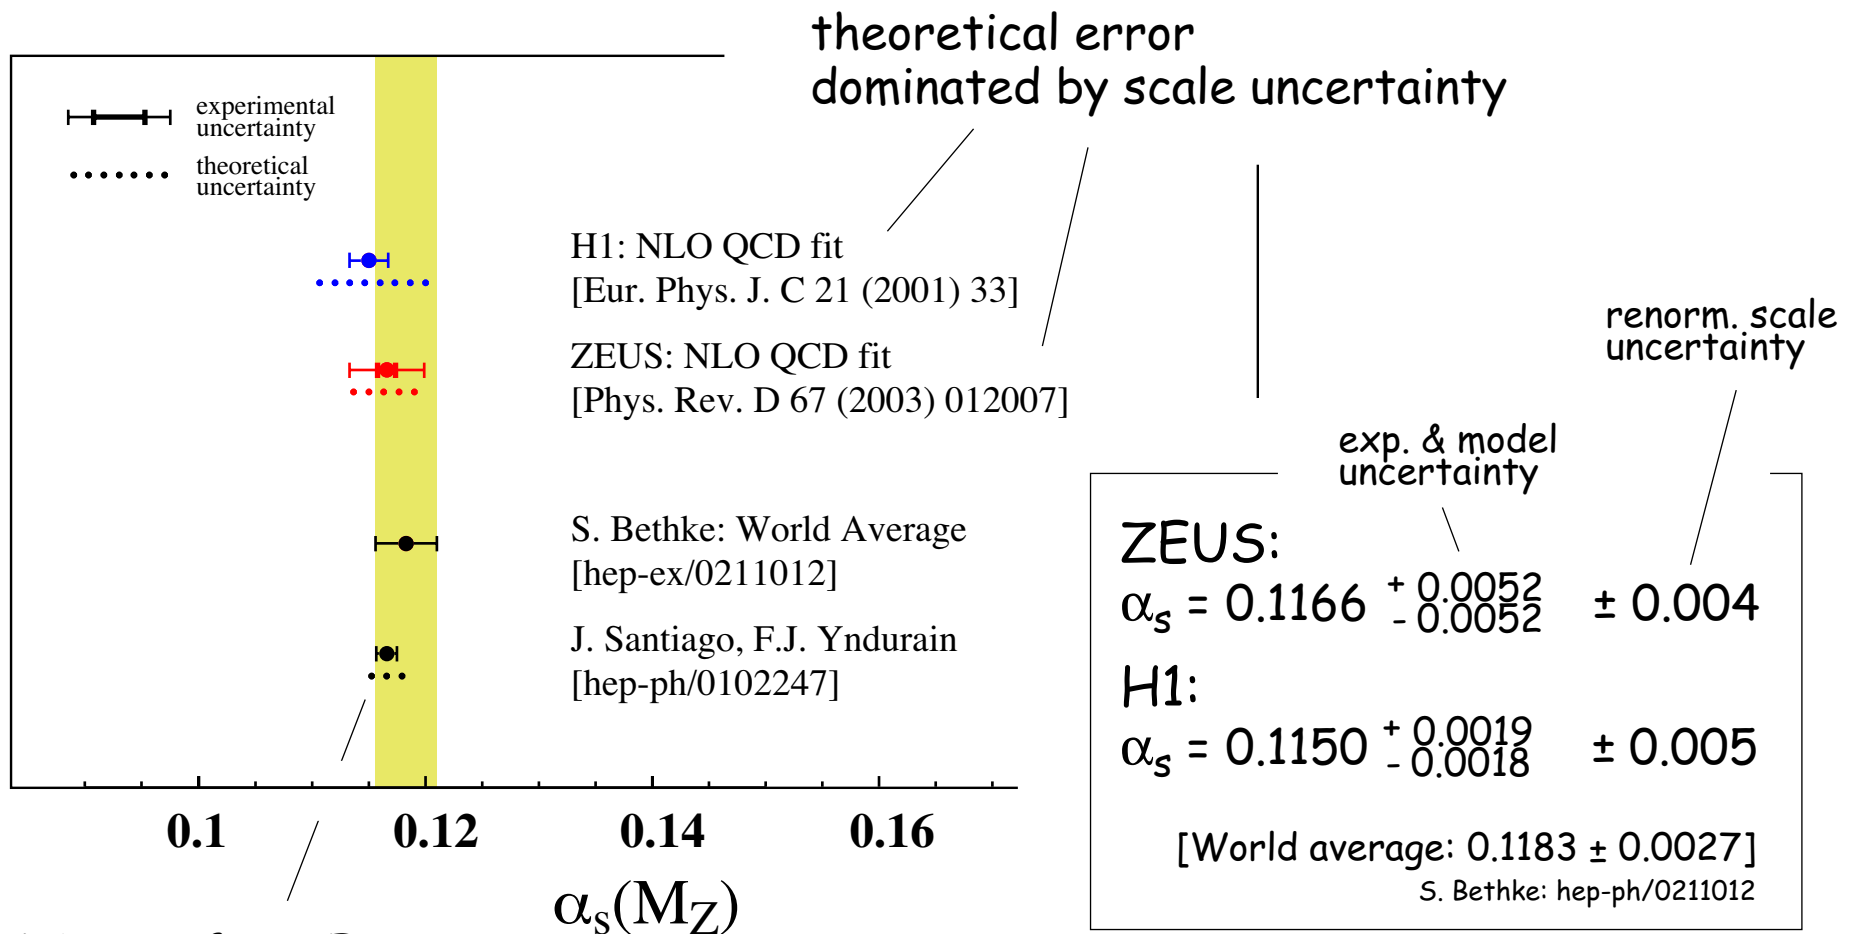 theoretical error
dominated by scale uncertainty
experimental
uncertainty
theoretical
uncertainty
H1: NLO QCD fit
[Eur. Phys. J. C 21 (2001) 33]
ZEUS: NLO QCD fit
[Phys. Rev. D 67 (2003) 012007]
S. Bethke: World Average
[hep-ex/0211012]
J. Santiago, F.J. Yndurain
[hep-ph/0102247]
0.1 0.12 0.14 0.16
αs(MZ)
renorm. scale
uncertainty
exp. & model
uncertainty
ZEUS:
αs = 0.1166 + 0.0052 - 0.0052 ± 0.004
H1:
αs = 0.1150 + 0.0019 - 0.0018 ± 0.005
[World average: 0.1183 ± 0.0027]
S. Bethke: hep-ph/0211012